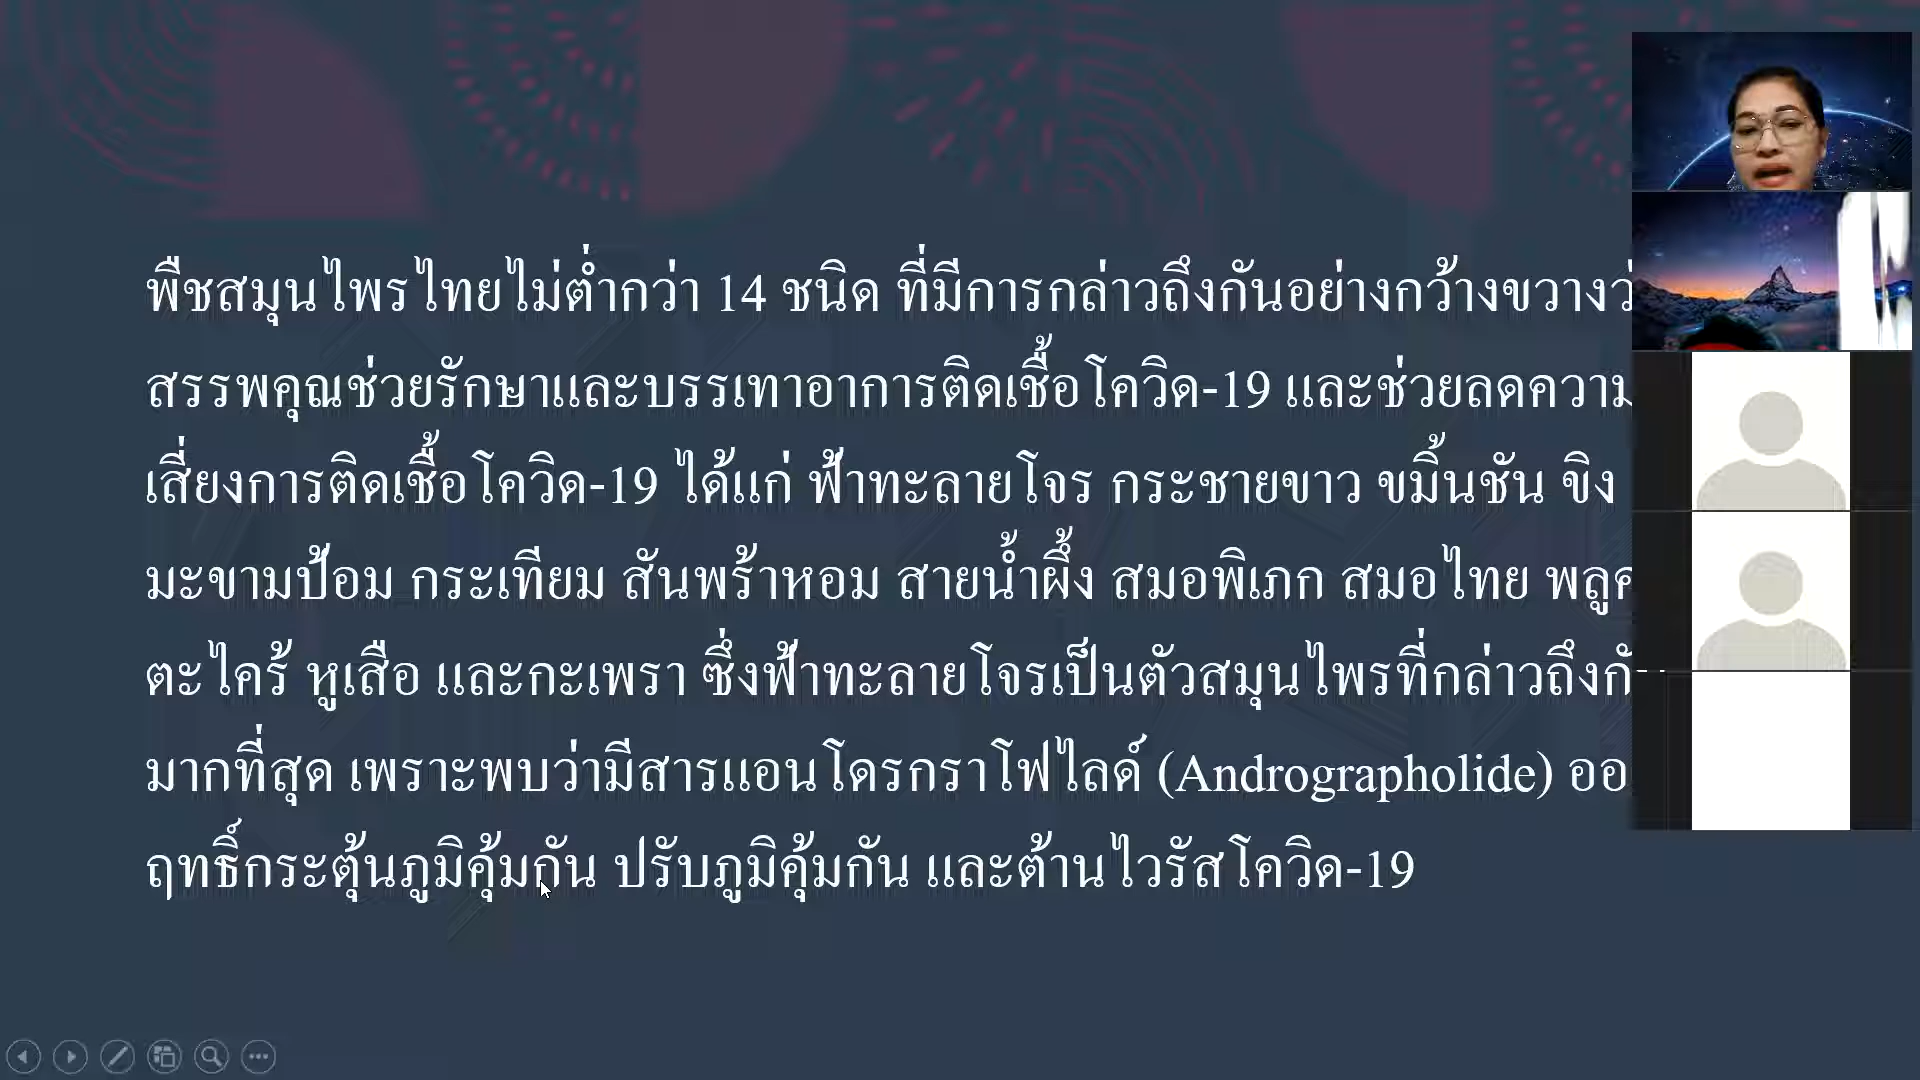 พืชสมุนไพรไทยไม่ต่ำกว่า 14 ชนิด ที่มีการกล่าวถึงกันอย่างกว้างขวาง
สรรพคุณช่วยรักษาและบรรเทาอาการติดเชื้อโควิด-19 และช่วยลดความ
เสี่ยงการติดเชื้อโควิด-19 ได้แก่ ฟ้าทะลายโจร กระชายขาว ขมิ้นชัน ขิง
มะขามป้อม กระเทียม สันพร้าหอม สายน้ำผึ้ง สมอพิเภก สมอไทย
ตะไคร้ หูเสือ และกะเพรา ซึ่งฟ้าทะลายโจรเป็นตัวสมุนไพรที่กล่าวถึง
มากที่สุด เพราะพบว่ามีสารแอนโดรกราโฟไลด์ (Andrographolide)
ฤทธิ์กระตุ้นภูมิคุ้มกัน ปรับภูมิคุ้มกัน และต้านไวรัสโควิด-19